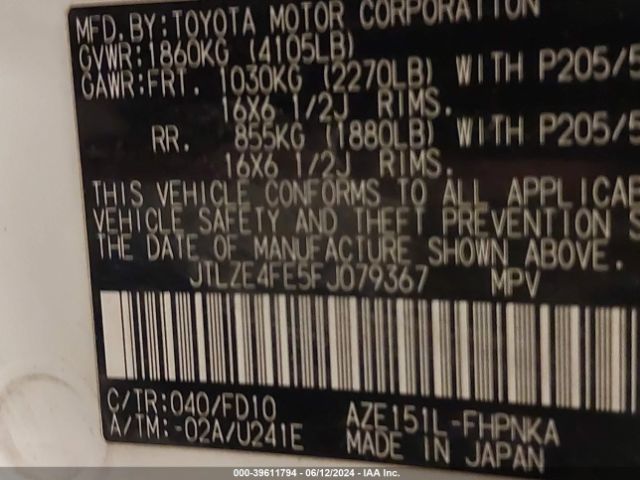 MFD.BY:TOYOTA MOTOR CORPORATION
GVWR:1860KG (4105LB)
GAWR:FRT. 1030KG (2270LB) WITH P205/5
16X6 1/2J RIMS.
RR. 855KG (1880LB) WITH P205/5
16X6 1/2J RIMS.
THIS VEHICLE CONFORMS TO ALL APPLICAB
VEHICLE SAFETY AND THEFT PREVENTION S
THE DATE OF MANUFACTURE SHOWN ABOVE.
JTLZE4FE5FJ079367 MPV
C/TR:040/FD10 AZE151L-FHPNKA
A/TM:-02A/U241E MADE IN JAPAN
000-39611794 - 06/12/2024 - IAA Inc.